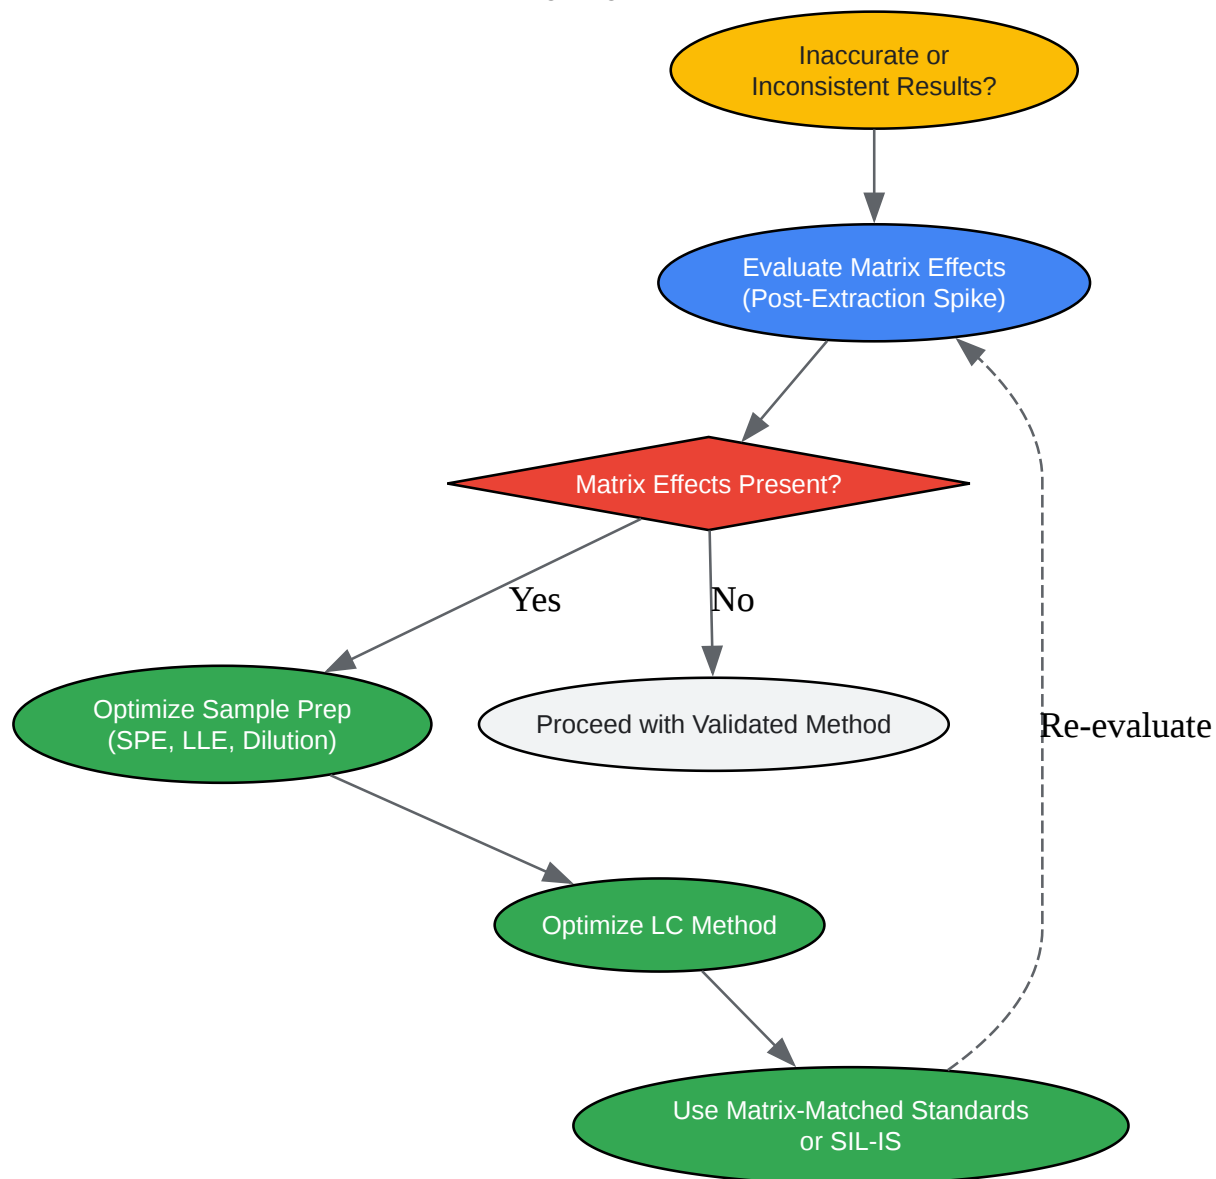 Inaccurate or
Inconsistent Results?
Evaluate Matrix Effects
(Post-Extraction Spike)
Matrix Effects Present?
Yes
No
Optimize Sample Prep
(SPE, LLE, Dilution)
Proceed with Validated Method
Re-evaluate
Optimize LC Method
Use Matrix-Matched Standards
or SIL-IS